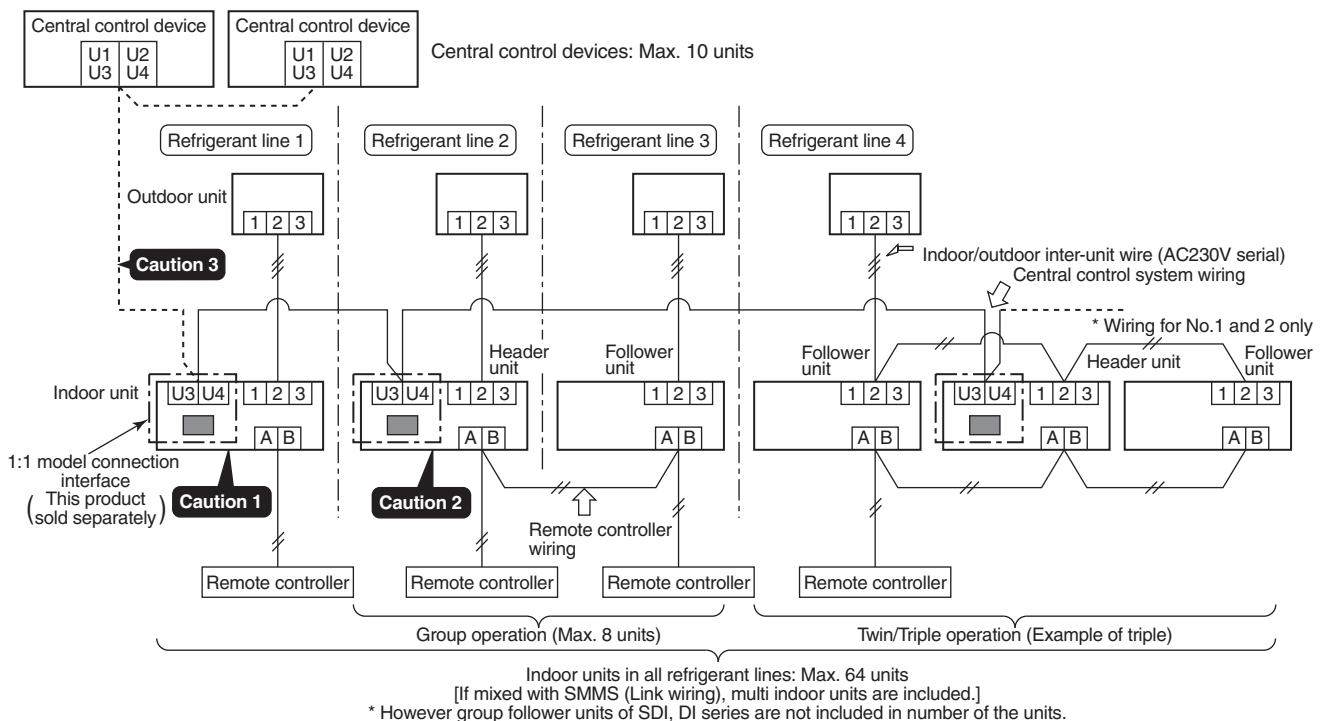 Central control device
U1 U2
U3 U4
Central control device
U1 U2
U3 U4
Central control devices: Max. 10 units
Refrigerant line 1
Refrigerant line 2
Refrigerant line 3
Refrigerant line 4
Outdoor unit
1 2 3
1 2 3
1 2 3
1 2 3
Caution 3
Indoor/outdoor inter-unit wire (AC230V serial)
Central control system wiring
* Wiring for No.1 and 2 only
Indoor unit
U3 U4
1 2 3
A B
Header
unit
U3 U4
1 2 3
A B
Follower
unit
1 2 3
A B
Follower
unit
1 2 3
A B
Header unit
U3 U4
1 2 3
A B
Follower
unit
1 2 3
A B
1:1 model connection
interface
(This product
sold separately)
Caution 1
Caution 2
Remote controller
wiring
Remote controller
Remote controller
Remote controller
Remote controller
Group operation (Max. 8 units)
Twin/Triple operation (Example of triple)
Indoor units in all refrigerant lines: Max. 64 units
[If mixed with SMMS (Link wiring), multi indoor units are included.]
* However group follower units of SDI, DI series are not included in number of the units.